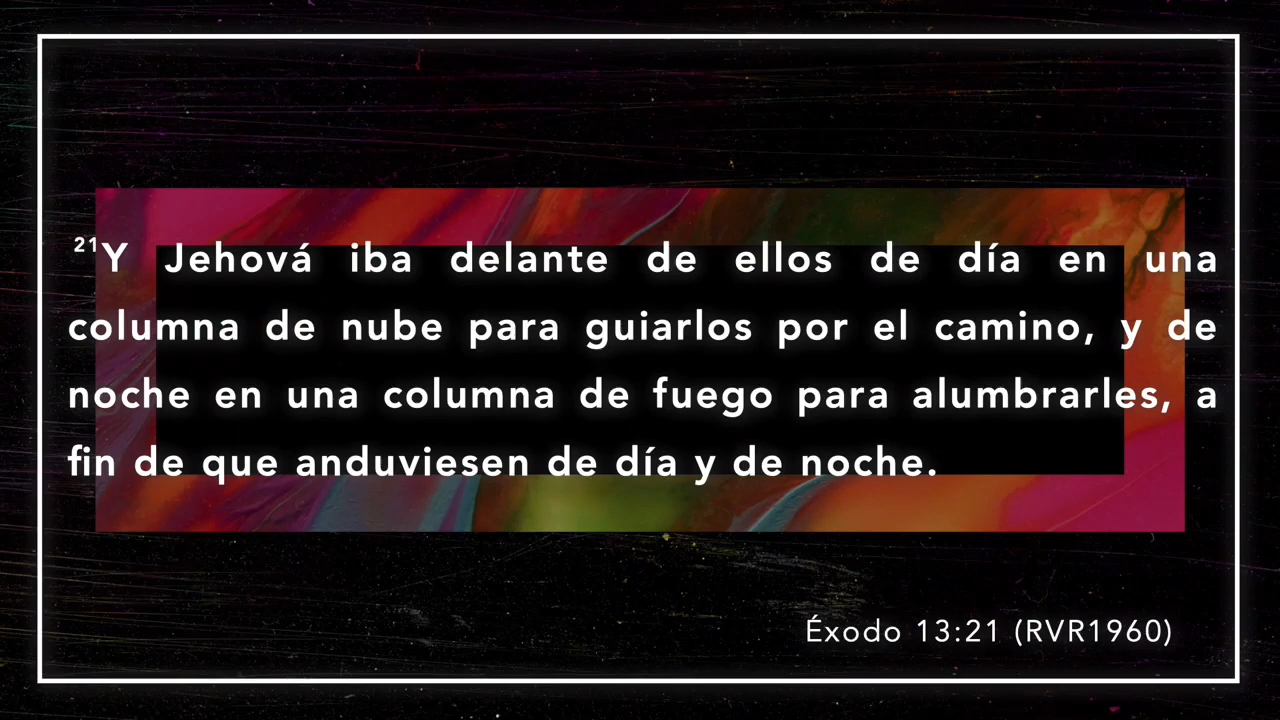 ²¹Y Jehová iba delante de ellos de día en una
columna de nube para guiarlos por el camino, y de
noche en una columna de fuego para alumbrarles, a
fin de que anduviesen de día y de noche.
Éxodo 13:21 (RVR1960)